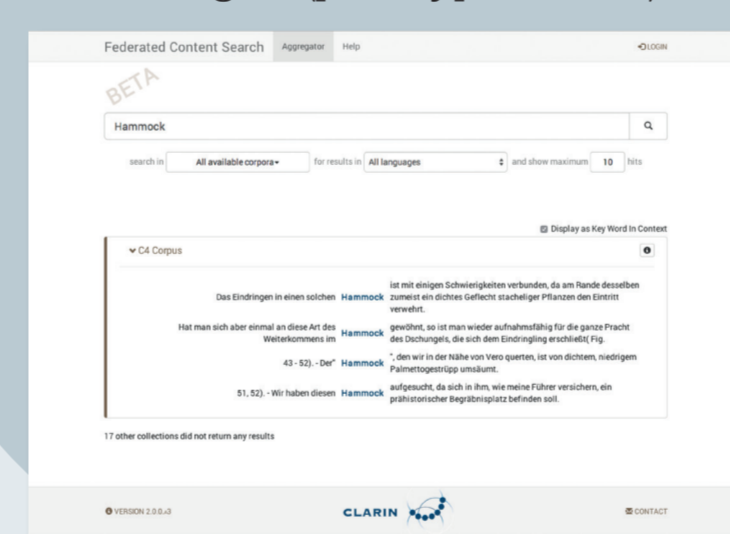 Federated Content Search Aggregator Help LOGIN
BETA
Hammock
search in All available corpora for results in All languages and show maximum 10 hits
Display as Key Word In Context
C4 Corpus
Das Eindringen in einen solchen Hammock ist mit einigen Schwierigkeiten verbunden, da am Rande desselben
zumeist ein dichtes Geflecht stacheliger Pflanzen den Eintritt
verwehrt.
Hat man sich aber einmal an diese Art des
Weiterkommens im Hammock gewöhnt, so ist man wieder aufnahmsfähig für die ganze Pracht
des Dschungels, die sich dem Eindringling erschließt( Fig.
43 - 52). - Der" Hammock ", den wir in der Nähe von Vero querten, ist von dichtem, niedrigem
Palmettogestrüpp umsäumt.
51, 52). - Wir haben diesen Hammock aufgesucht, da sich in ihm, wie meine Führer versichern, ein
prähistorischer Begräbnisplatz befinden soll.
17 other collections did not return any results
VERSION 2.0.0.-3 CLARIN CONTACT